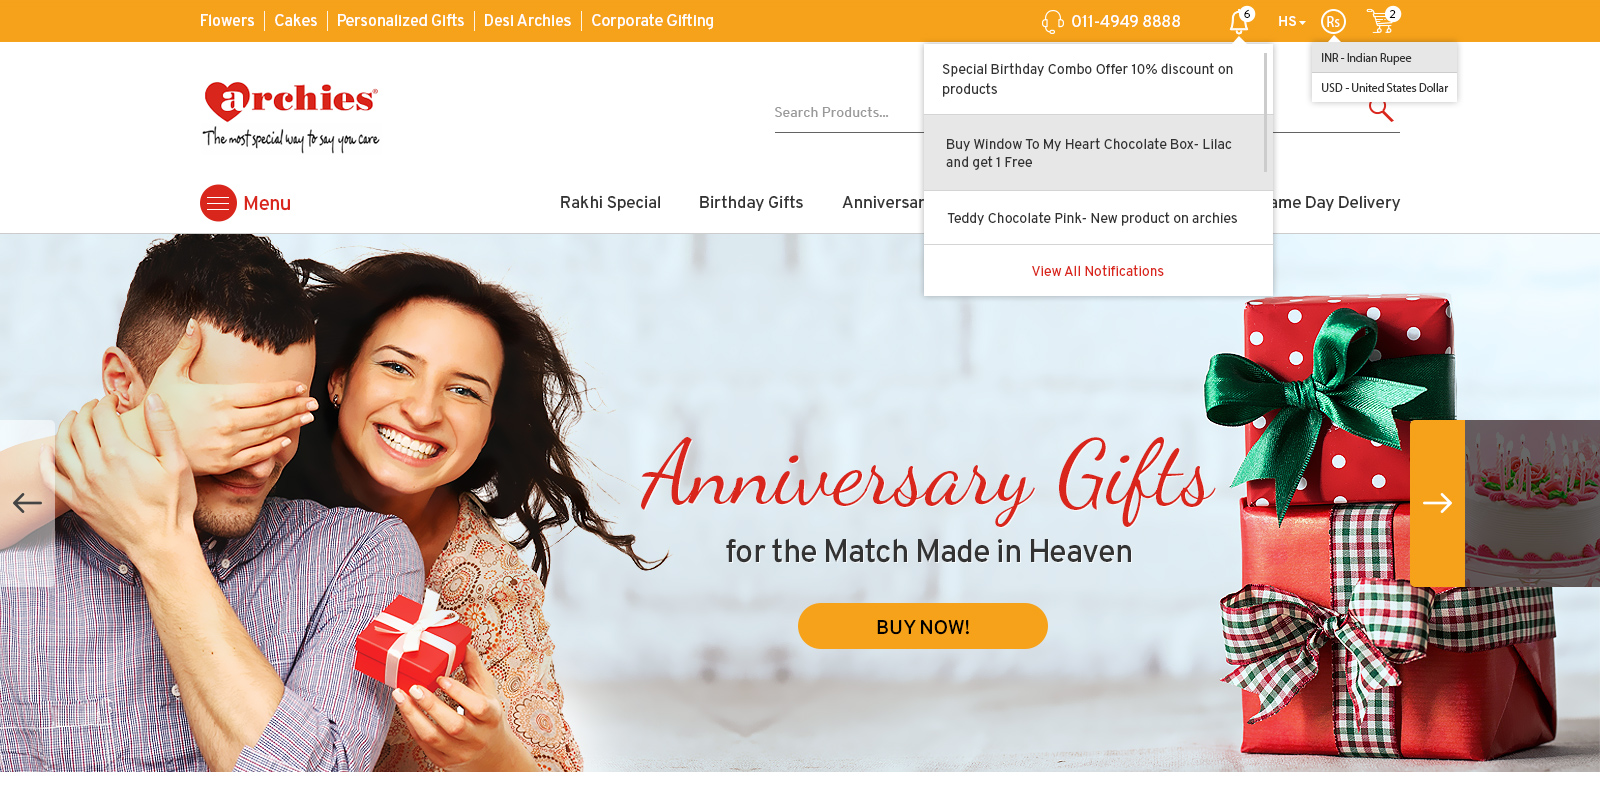 Flowers | Cakes | Personalized Gifts | Desi Archies | Corporate Gifting
011-4949 8888
6
HS
Rs
2
INR - Indian Rupee
USD - United States Dollar
Special Birthday Combo Offer 10% discount on
products
Buy Window To My Heart Chocolate Box- Lilac
and get 1 Free
Teddy Chocolate Pink- New product on archies
View All Notifications
archies®
The most special way to say you care
Search Products...
Menu
Rakhi Special
Birthday Gifts
Day Delivery
Anniversary Gifts
for the Match Made in Heaven
BUY NOW!